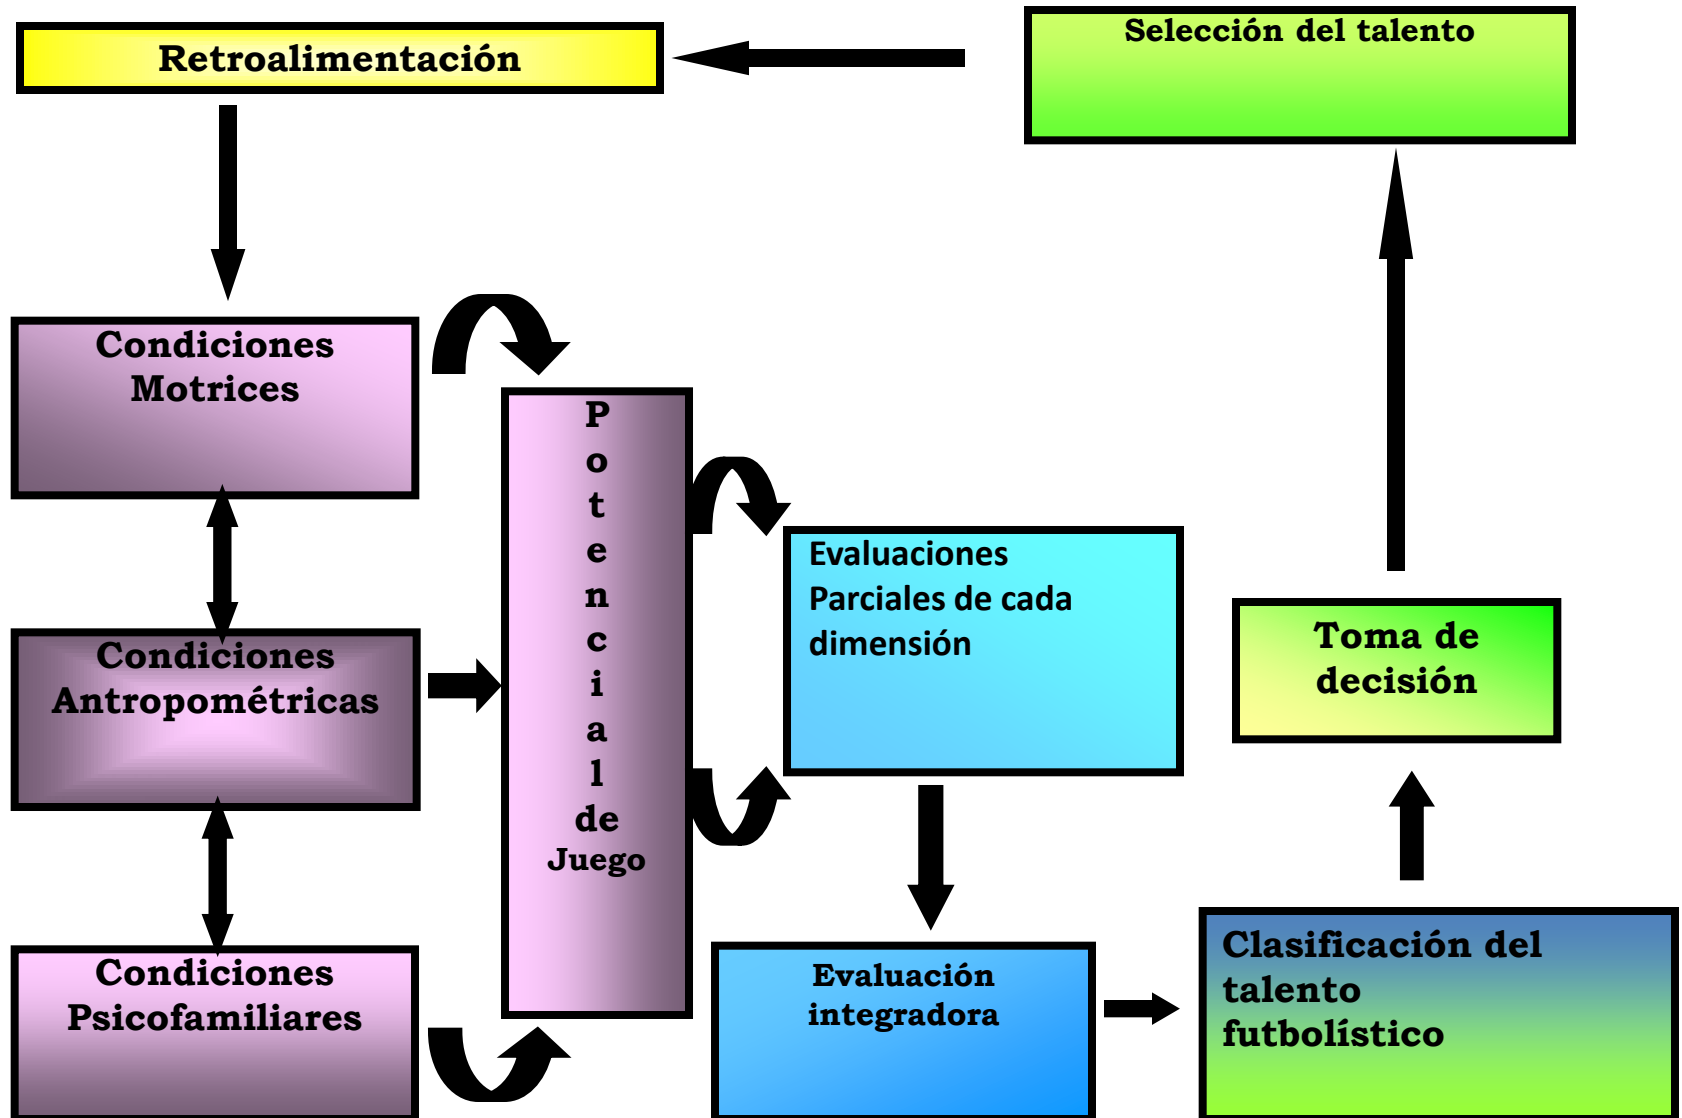 Retroalimentación
Selección del talento
Condiciones
Motrices
Condiciones
Antropométricas
Condiciones
Psicofamiliares
P
o
t
e
n
c
i
a
l
de
Juego
Evaluaciones
Parciales de cada
dimensión
Evaluación
integradora
Clasificación del
talento
futbolístico
Toma de
decisión